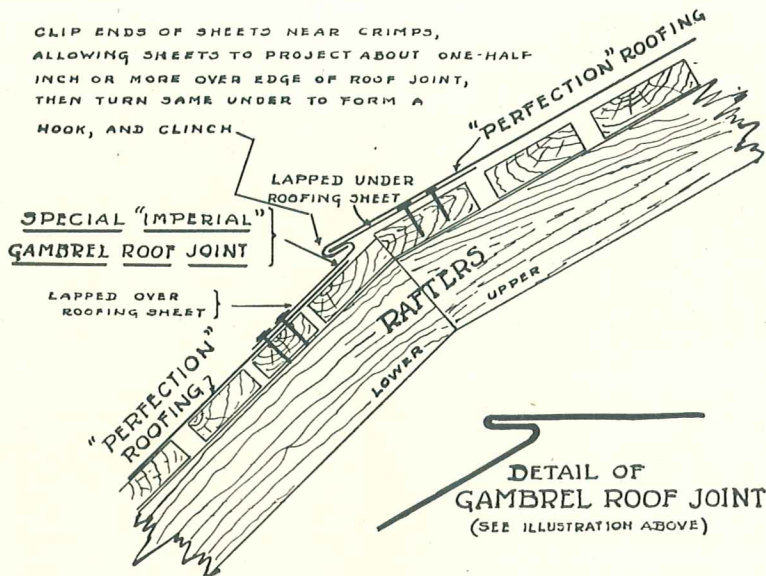 CLIP ENDS OF SHEETS NEAR CRIMPS,
ALLOWING SHEETS TO PROJECT ABOUT ONE-HALF
INCH OR MORE OVER EDGE OF ROOF JOINT,
THEN TURN SAME UNDER TO FORM A
HOOK, AND CLINCH
"PERFECTION" ROOFING
LAPPED UNDER
ROOFING SHEET
SPECIAL "IMPERIAL"
GAMBREL ROOF JOINT
LAPPED OVER
ROOFING SHEET
RAFTERS
UPPER
LOWER
"PERFECTION"
ROOFING
DETAIL OF
GAMBREL ROOF JOINT
(SEE ILLUSTRATION ABOVE)